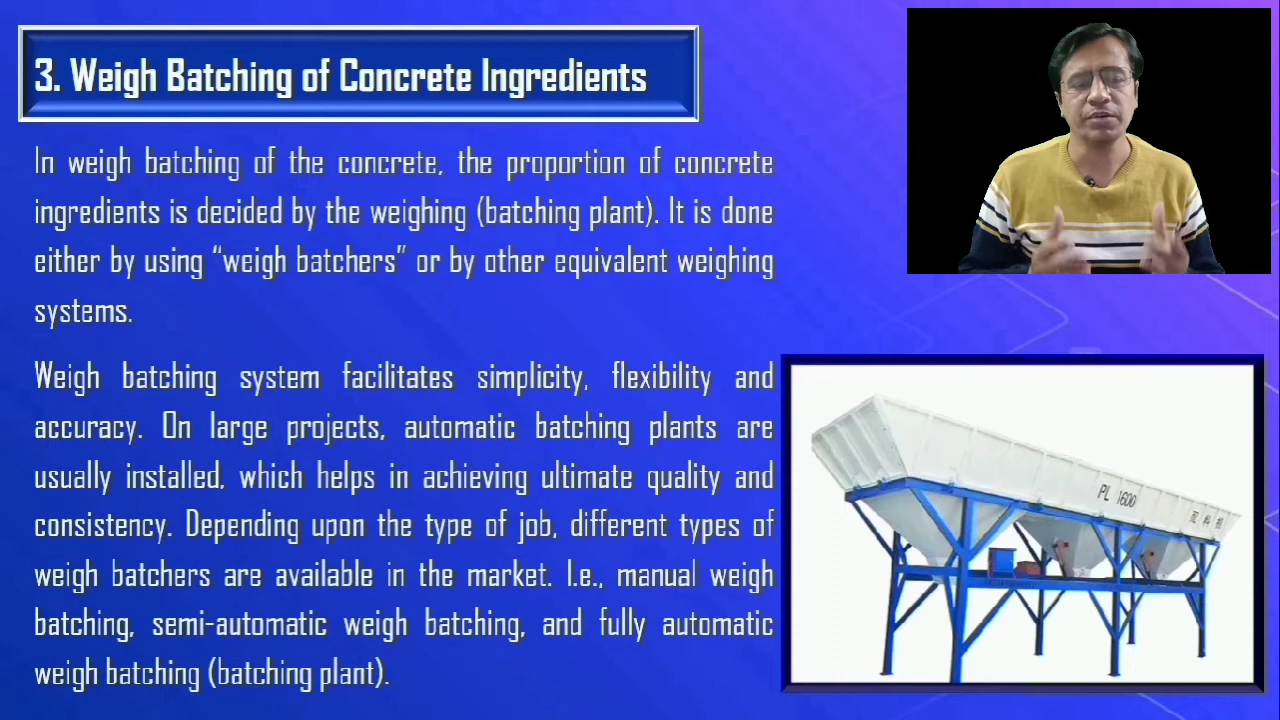 3. Weigh Batching of Concrete Ingredients
In weigh batching of the concrete, the proportion of concrete
ingredients is decided by the weighing (batching plant). It is done
either by using “weigh batchers” or by other equivalent weighing
systems.
Weigh batching system facilitates simplicity, flexibility and
accuracy. On large projects, automatic batching plants are
usually installed, which helps in achieving ultimate quality and
consistency. Depending upon the type of job, different types of
weigh batchers are available in the market. I.e., manual weigh
batching, semi-automatic weigh batching, and fully automatic
weigh batching (batching plant).
PL 1600